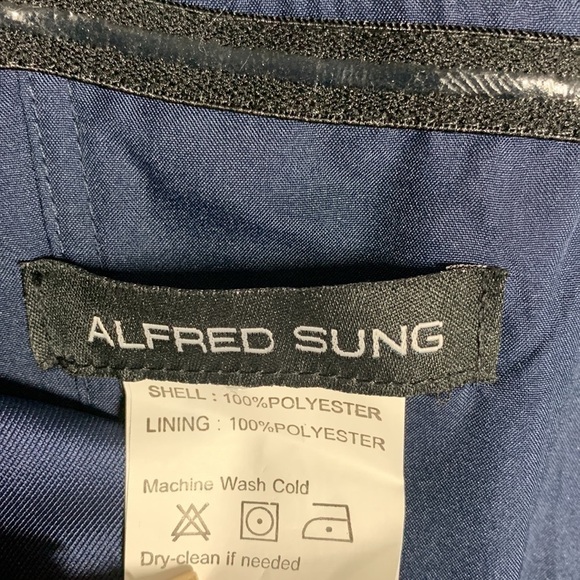 ALFRED SUNG
SHELL : 100%POLYESTER
LINING : 100%POLYESTER
Machine Wash Cold
Dry-clean if needed